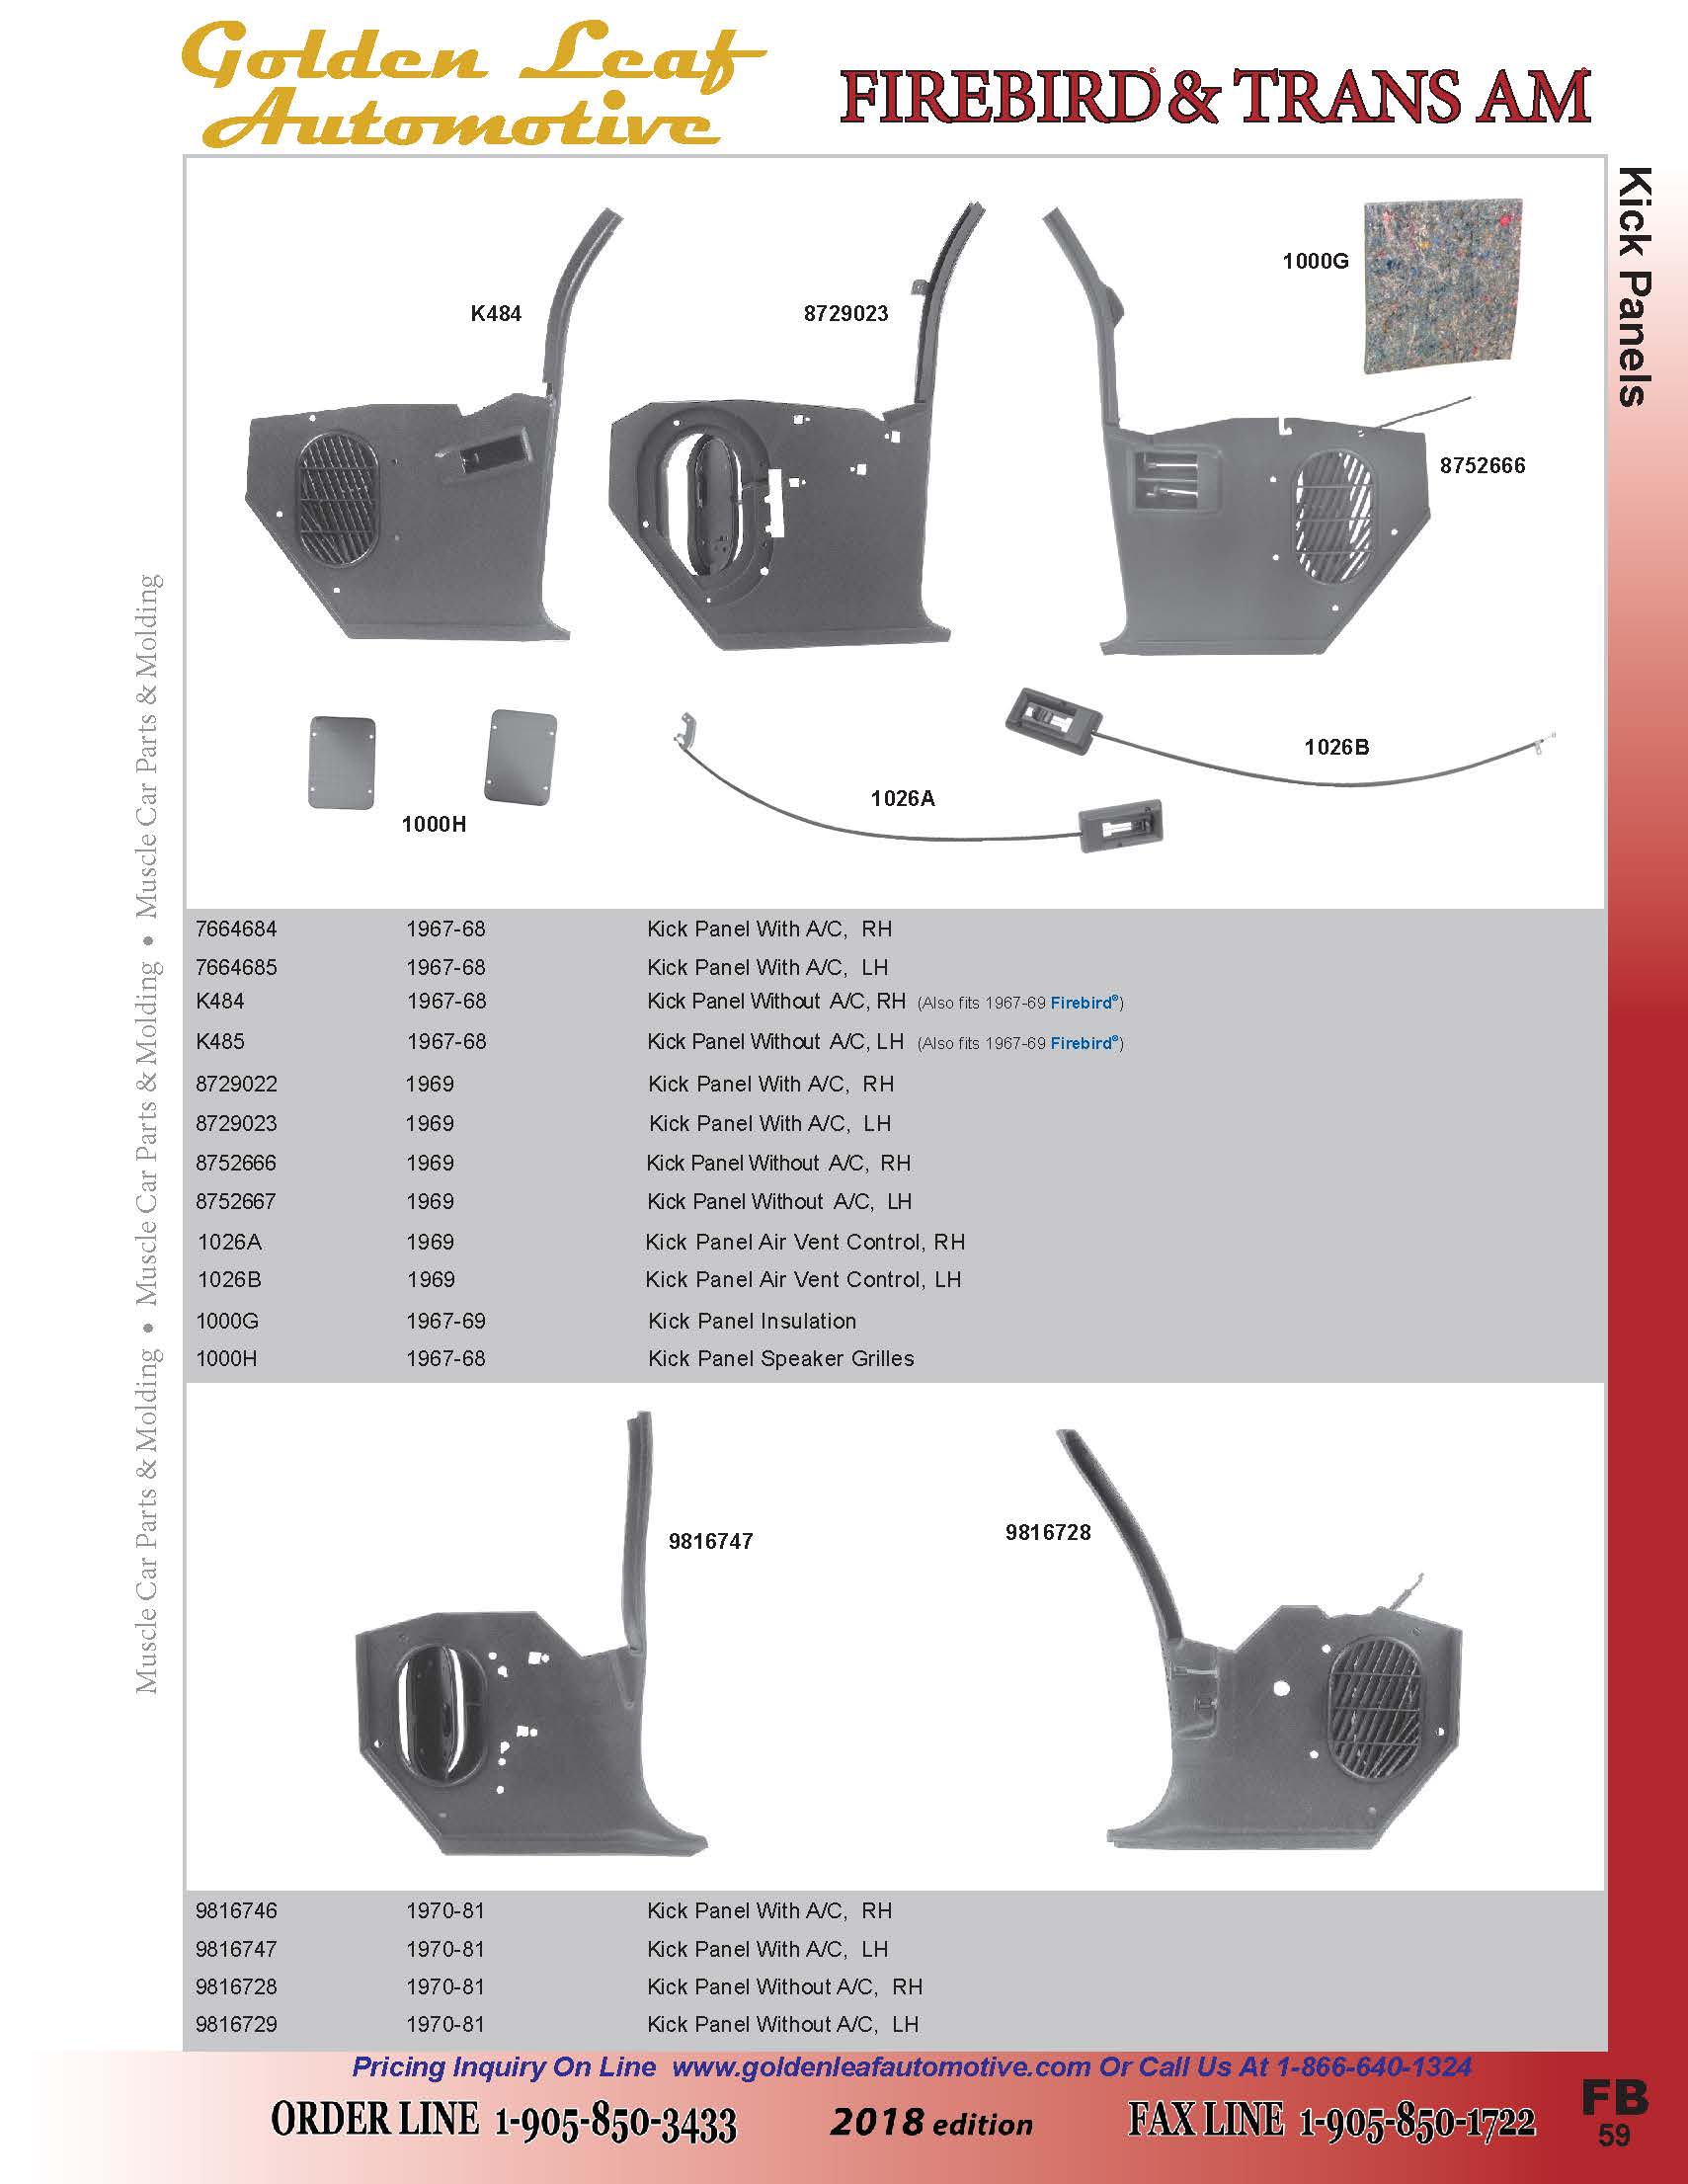 Golden Leaf
Automotive
FIREBIRD® & TRANS AM®
Kick Panels
K484
8729023
1000G
8752666
1000H
1026A
1026B
Muscle Car Parts & Molding • Muscle Car Parts & Molding • Muscle Car Parts & Molding
7664684 1967-68 Kick Panel With A/C, RH
7664685 1967-68 Kick Panel With A/C, LH
K484 1967-68 Kick Panel Without A/C, RH (Also fits 1967-69 Firebird®)
K485 1967-68 Kick Panel Without A/C, LH (Also fits 1967-69 Firebird®)
8729022 1969 Kick Panel With A/C, RH
8729023 1969 Kick Panel With A/C, LH
8752666 1969 Kick Panel Without A/C, RH
8752667 1969 Kick Panel Without A/C, LH
1026A 1969 Kick Panel Air Vent Control, RH
1026B 1969 Kick Panel Air Vent Control, LH
1000G 1967-69 Kick Panel Insulation
1000H 1967-68 Kick Panel Speaker Grilles
9816747
9816728
9816746 1970-81 Kick Panel With A/C, RH
9816747 1970-81 Kick Panel With A/C, LH
9816728 1970-81 Kick Panel Without A/C, RH
9816729 1970-81 Kick Panel Without A/C, LH
Pricing Inquiry On Line www.goldenleafautomotive.com Or Call Us At 1-866-640-1324
ORDER LINE 1-905-850-3433 2018 edition FAX LINE 1-905-850-1722
FB
59